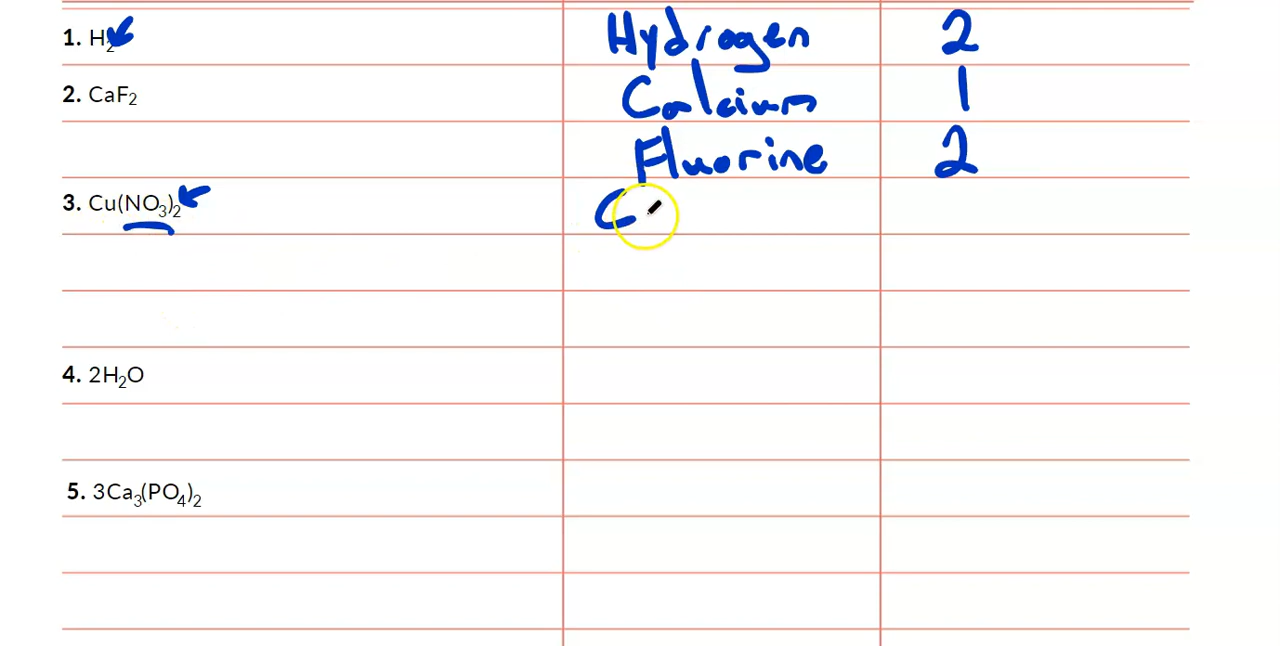 1. H₂ Hydrogen 2
2. CaF₂ Calcium 1
Fluorine 2
3. Cu(NO₃)₂ C
4. 2H₂O
5. 3Ca₃(PO₄)₂